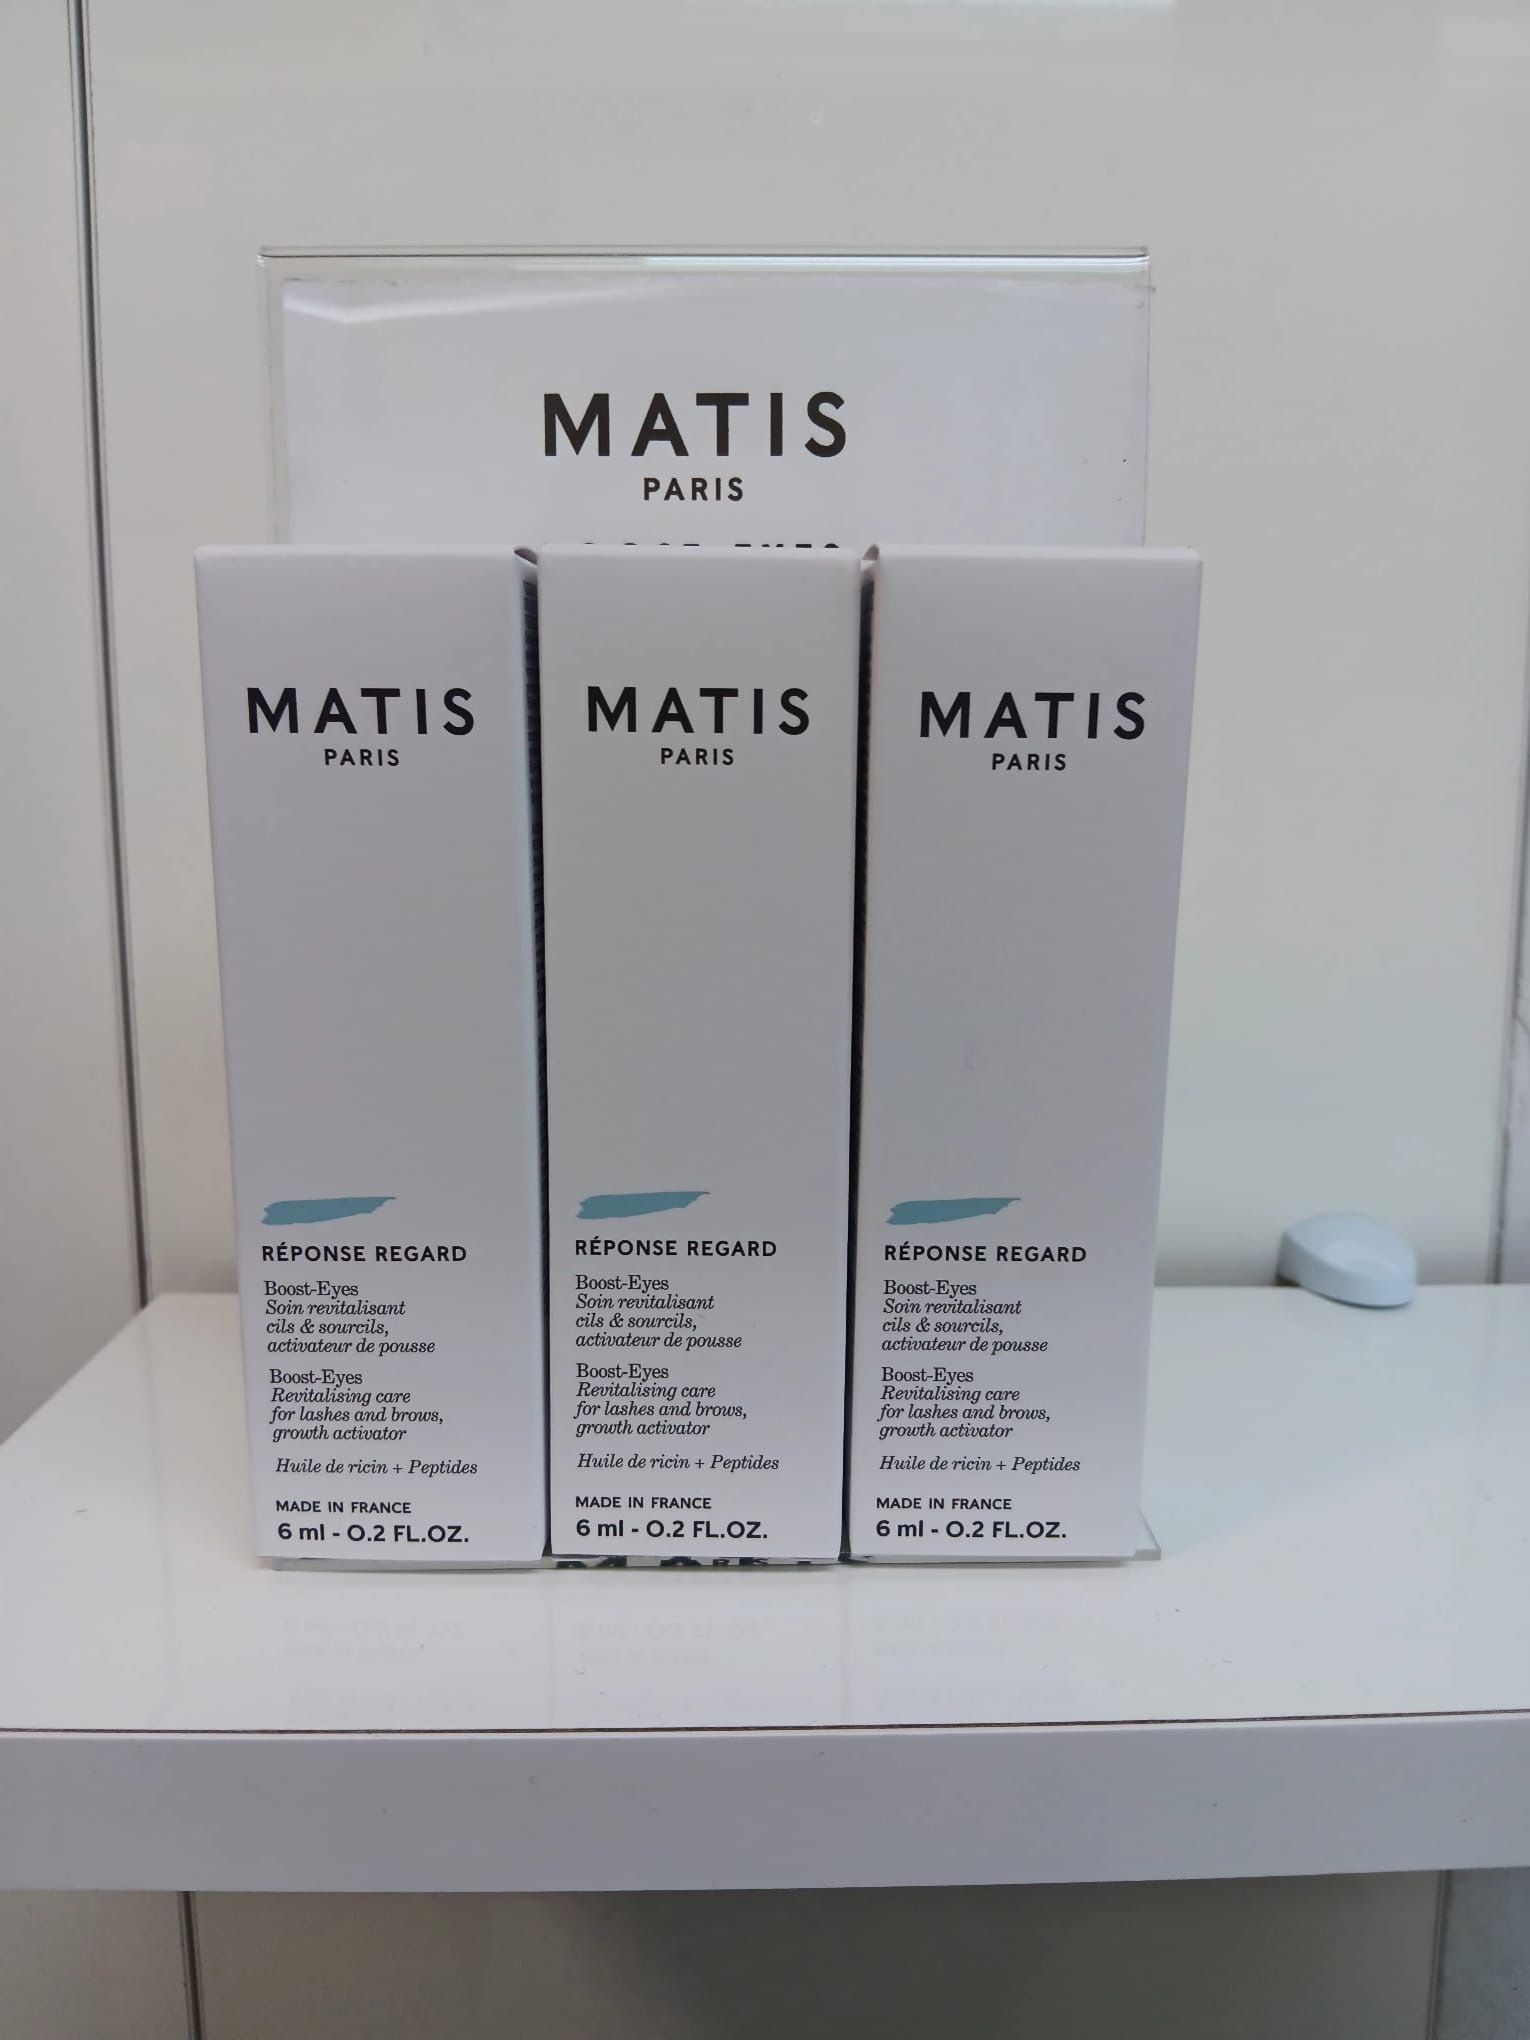 MATIS
PARIS
MATIS
PARIS
RÉPONSE REGARD
Boost-Eyes
Soin revitalisant
cils & sourcils,
activateur de pousse
Boost-Eyes
Revitalising care
for lashes and brows,
growth activator
Huile de ricin + Peptides
MADE IN FRANCE
6 ml - 0.2 FL.OZ.
MATIS
PARIS
RÉPONSE REGARD
Boost-Eyes
Soin revitalisant
cils & sourcils,
activateur de pousse
Boost-Eyes
Revitalising care
for lashes and brows,
growth activator
Huile de ricin + Peptides
MADE IN FRANCE
6 ml - 0.2 FL.OZ.
MATIS
PARIS
RÉPONSE REGARD
Boost-Eyes
Soin revitalisant
cils & sourcils,
activateur de pousse
Boost-Eyes
Revitalising care
for lashes and brows,
growth activator
Huile de ricin + Peptides
MADE IN FRANCE
6 ml - 0.2 FL.OZ.